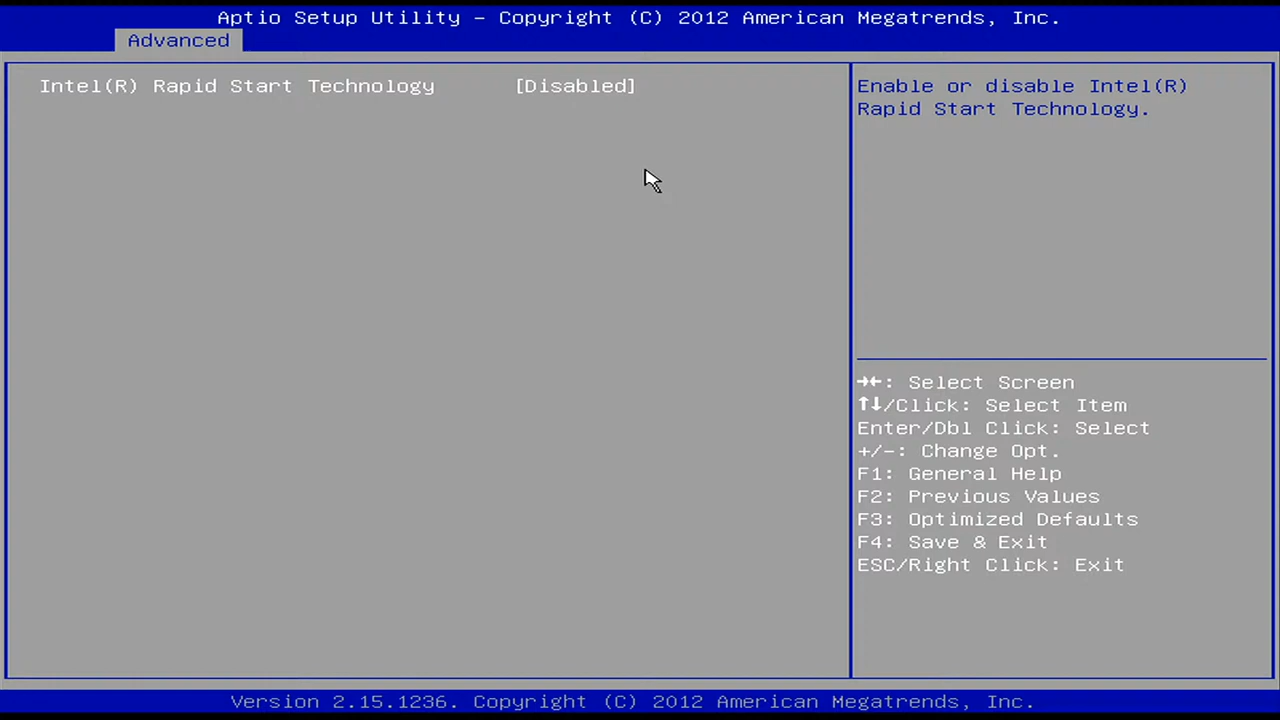 Aptio Setup Utility – Copyright (C) 2012 American Megatrends, Inc.
Advanced
Intel(R) Rapid Start Technology [Disabled]
Enable or disable Intel(R)
Rapid Start Technology.
→←: Select Screen
↑↓/Click: Select Item
Enter/Dbl Click: Select
+/–: Change Opt.
F1: General Help
F2: Previous Values
F3: Optimized Defaults
F4: Save & Exit
ESC/Right Click: Exit
Version 2.15.1236. Copyright (C) 2012 American Megatrends, Inc.